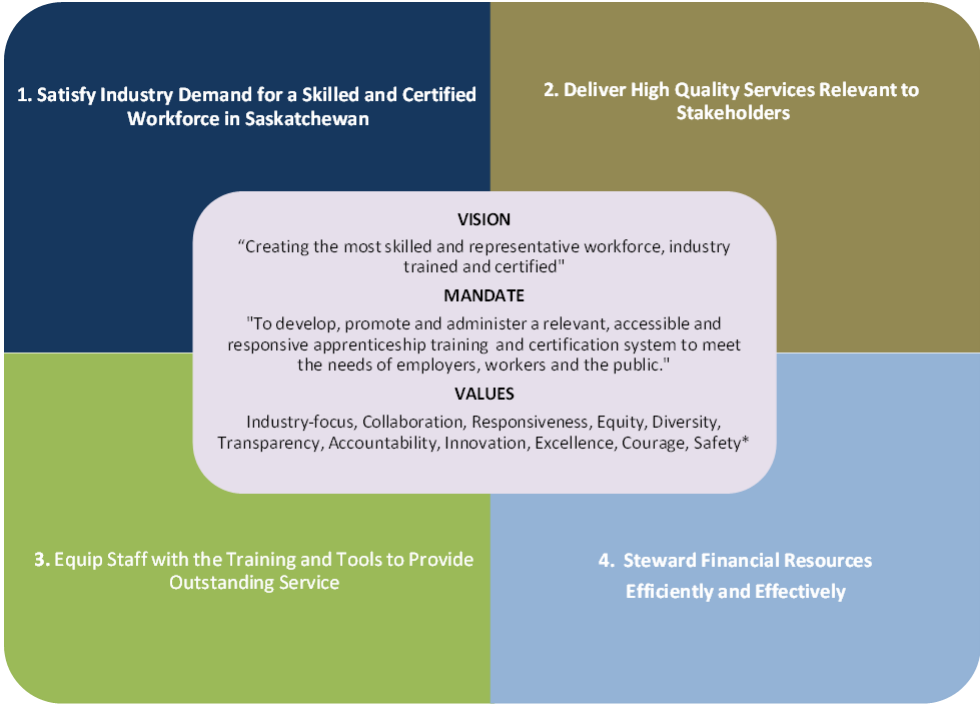 1. Satisfy Industry Demand for a Skilled and Certified
Workforce in Saskatchewan
2. Deliver High Quality Services Relevant to
Stakeholders
VISION
“Creating the most skilled and representative workforce, industry
trained and certified"
MANDATE
"To develop, promote and administer a relevant, accessible and
responsive apprenticeship training and certification system to meet
the needs of employers, workers and the public."
VALUES
Industry-focus, Collaboration, Responsiveness, Equity, Diversity,
Transparency, Accountability, Innovation, Excellence, Courage, Safety*
3. Equip Staff with the Training and Tools to Provide
Outstanding Service
4. Steward Financial Resources
Efficiently and Effectively